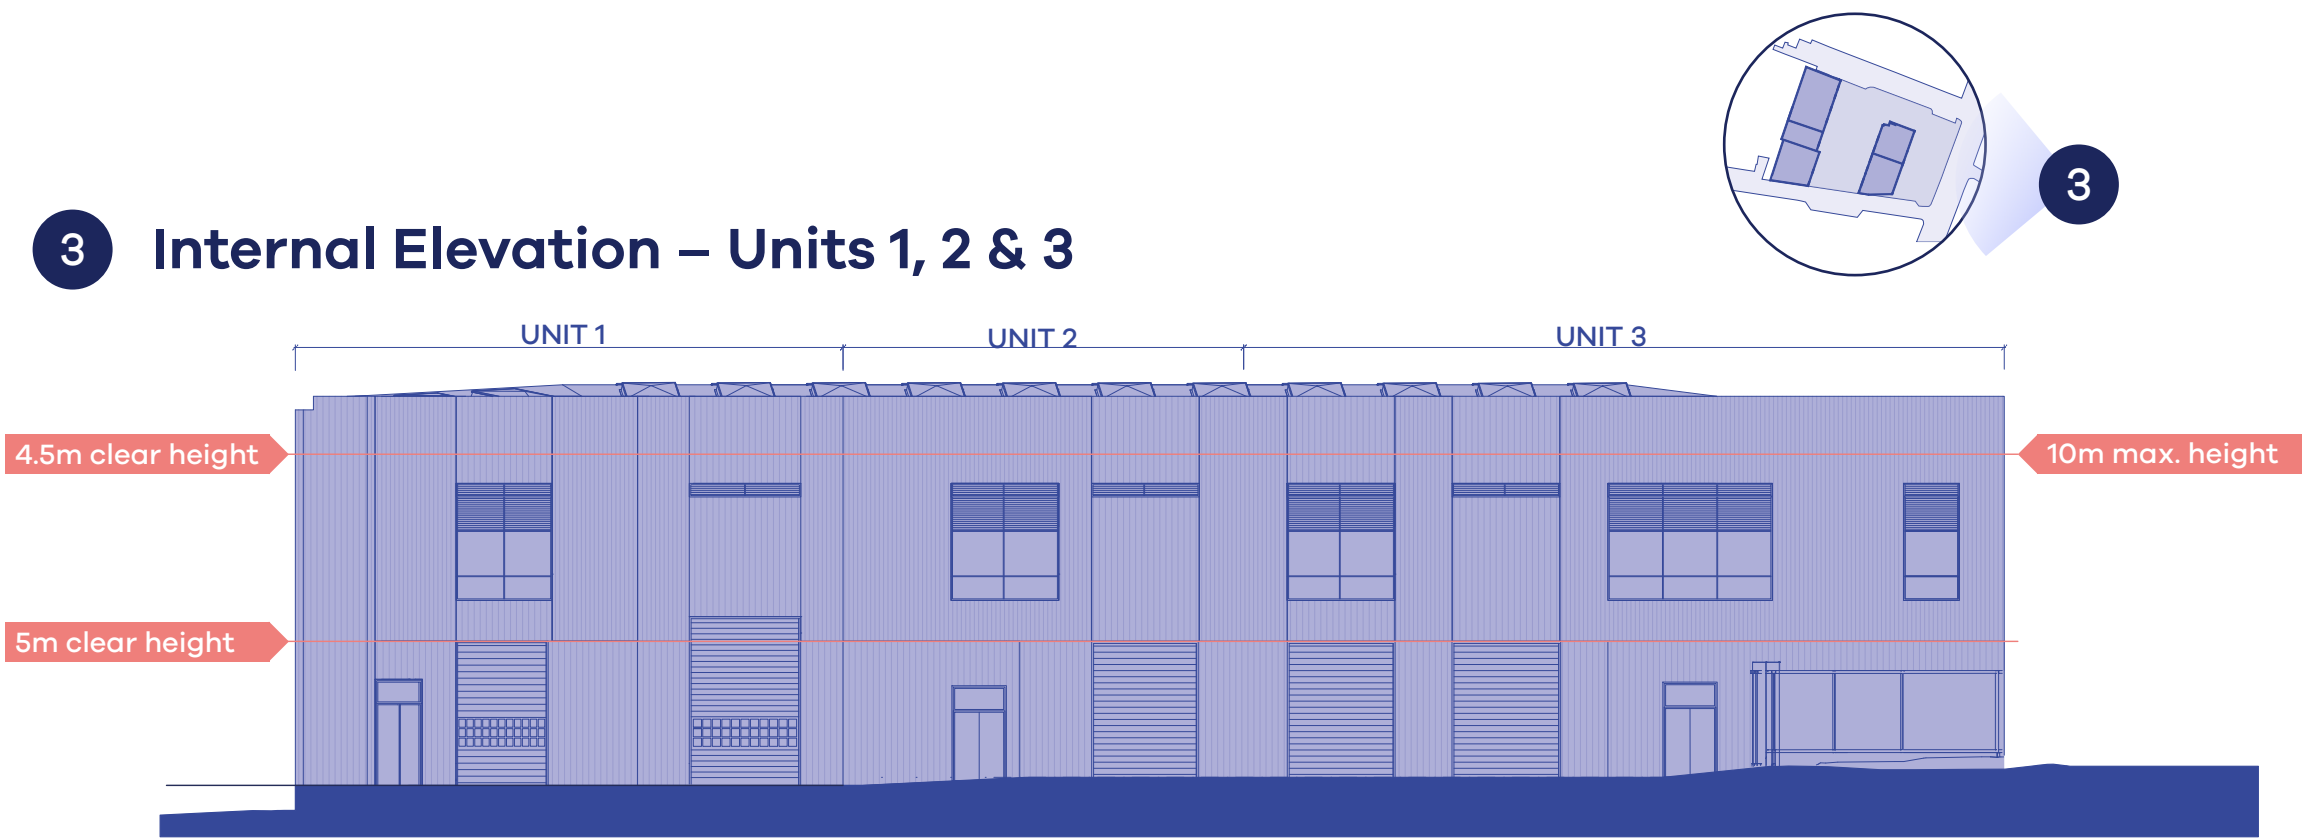 3
3 Internal Elevation – Units 1, 2 & 3
UNIT 1 UNIT 2 UNIT 3
4.5m clear height 10m max. height
5m clear height